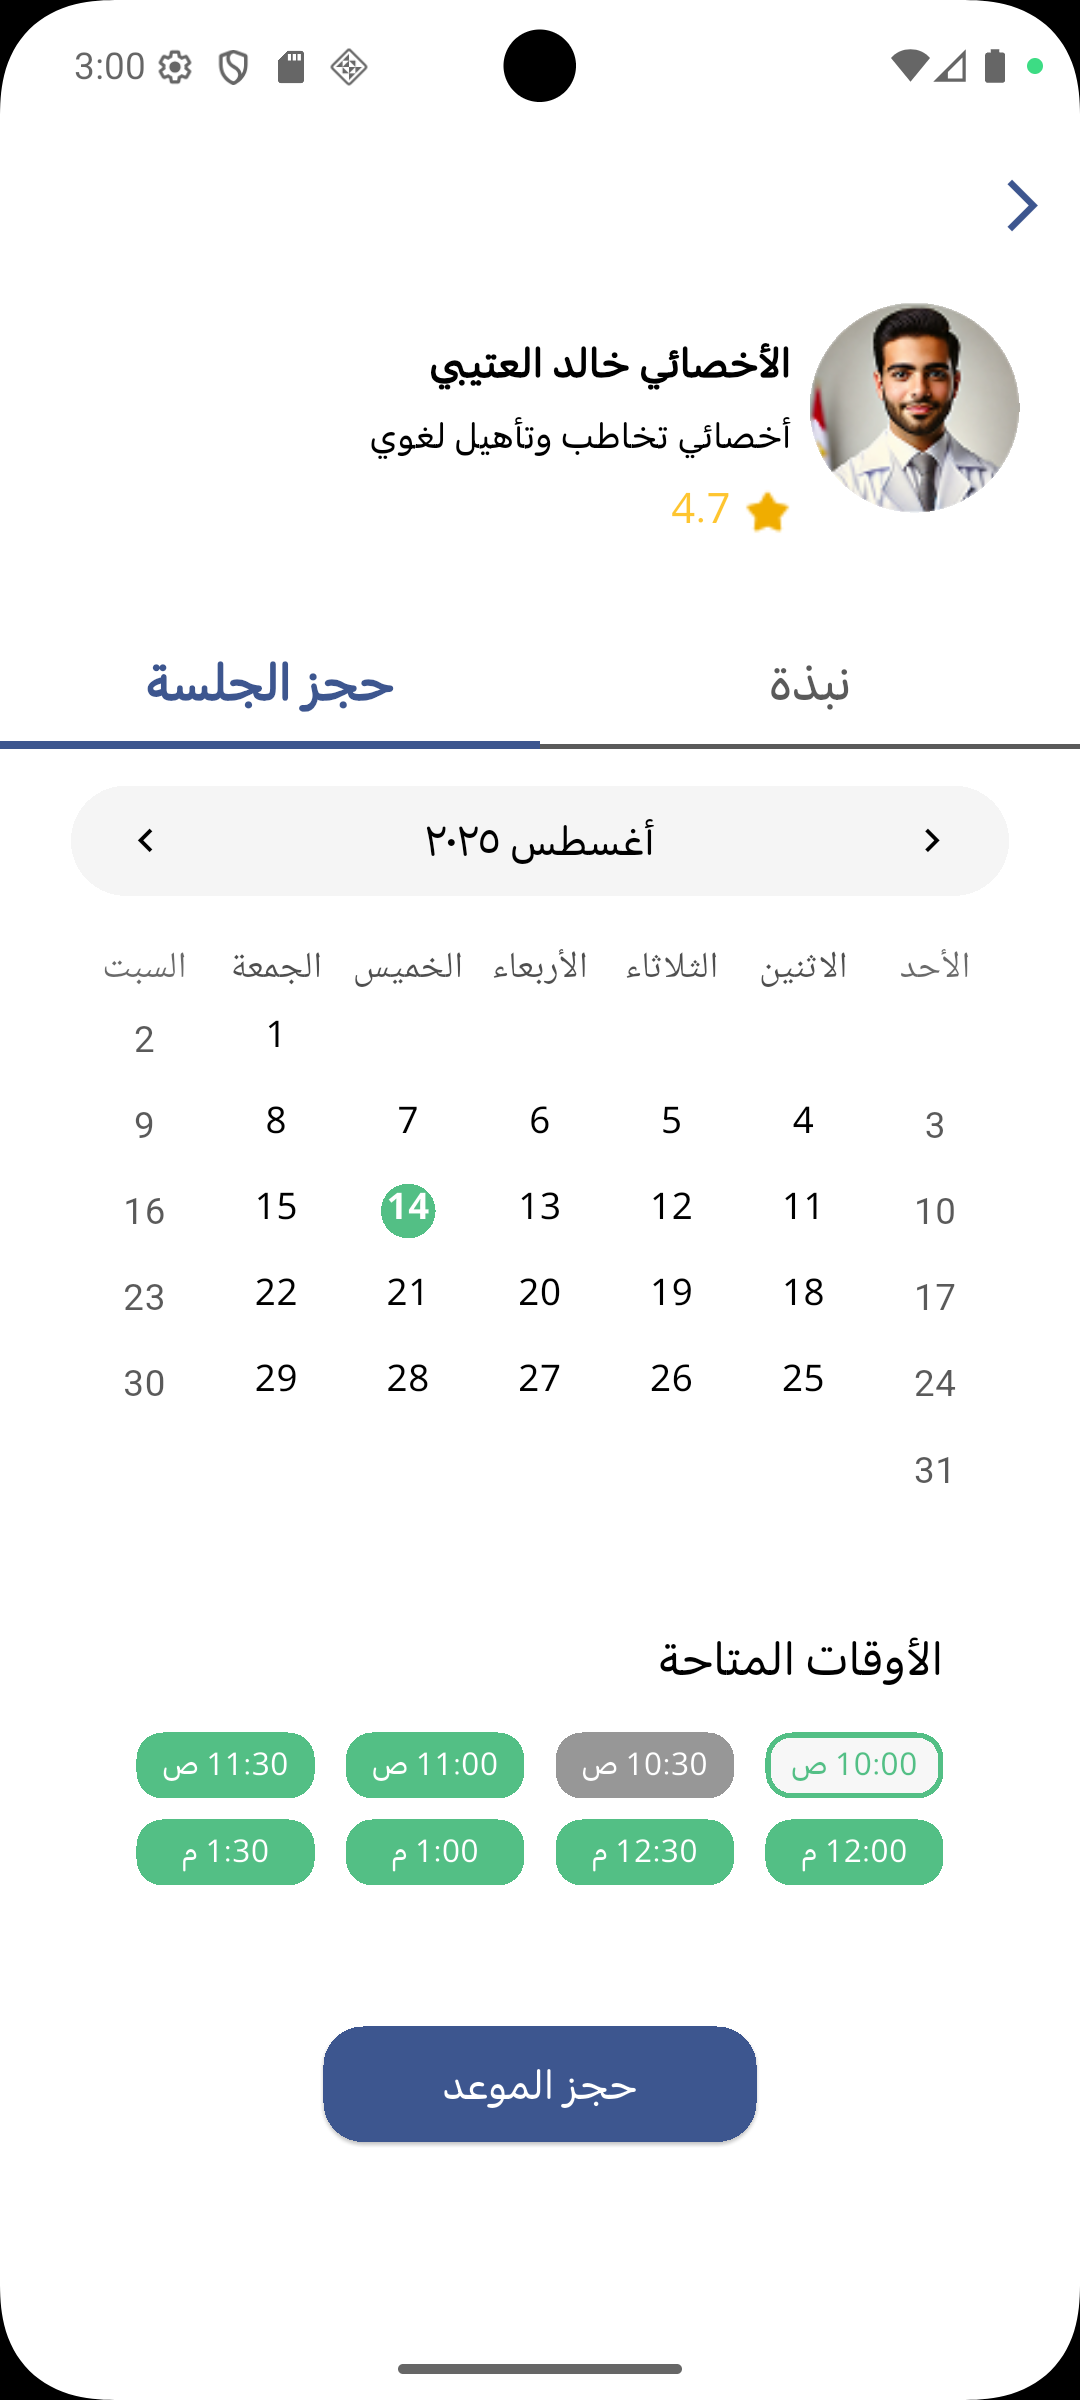 3:00
الأخصائي خالد العتيبي
أخصائي تخاطب وتأهيل لغوي
4.7
نبذة
حجز الجلسة
أغسطس ٢٠٢٥
الأحد الاثنين الثلاثاء الأربعاء الخميس الجمعة السبت
1 2
3 4 5 6 7 8 9
10 11 12 13 14 15 16
17 18 19 20 21 22 23
24 25 26 27 28 29 30
31
الأوقات المتاحة
10:00 ص 10:30 ص 11:00 ص 11:30 ص
12:00 م 12:30 م 1:00 م 1:30 م
حجز الموعد